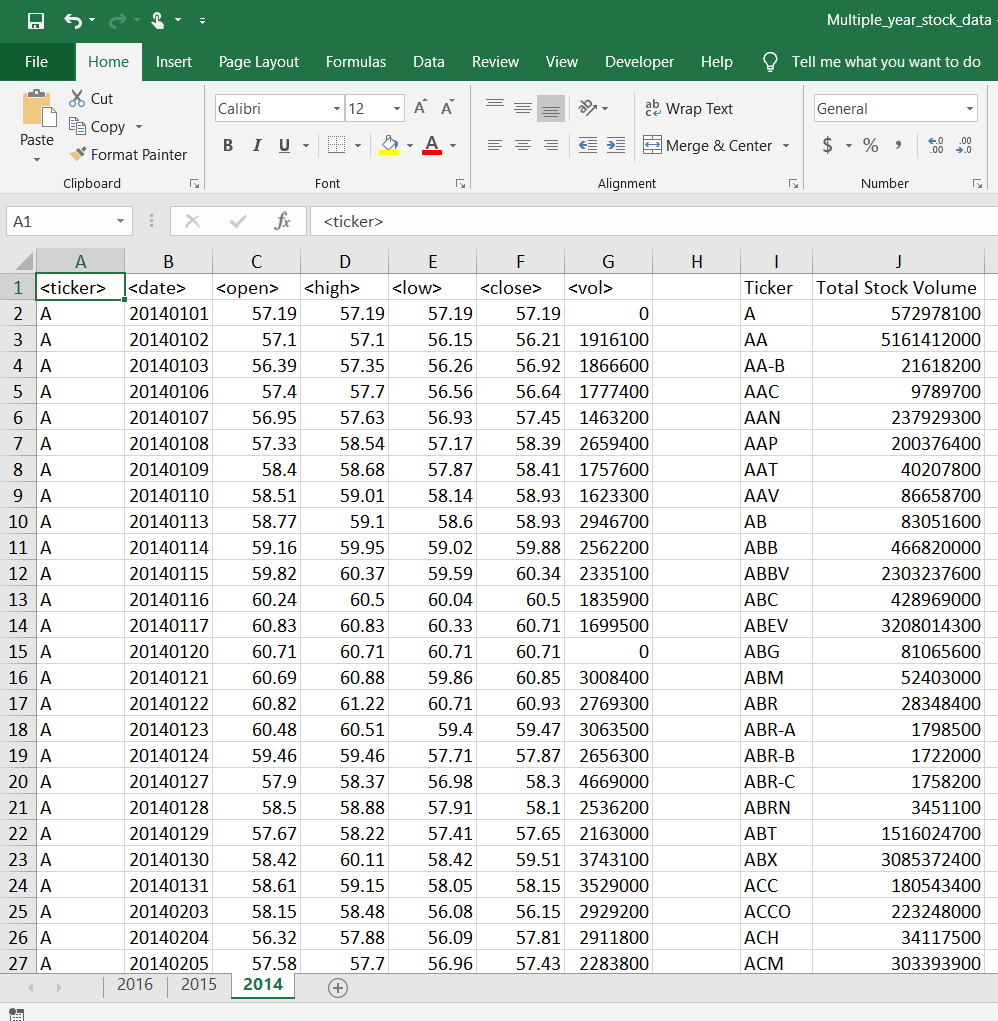 Multiple_year_stock_data
File Home Insert Page Layout Formulas Data Review View Developer Help Tell me what you want to do
Cut Calibri 12 A A ab Wrap Text General
Copy
Paste Format Painter B I U A Merge & Center $ % , .00 .00
Clipboard Font Alignment Number
A1 fx <ticker>
A B C D E F G H I J
1 <ticker> <date> <open> <high> <low> <close> <vol> Ticker Total Stock Volume
2 A 20140101 57.19 57.19 57.19 57.19 0 A 572978100
3 A 20140102 57.1 57.1 56.15 56.21 1916100 AA 5161412000
4 A 20140103 56.39 57.35 56.26 56.92 1866600 AA-B 21618200
5 A 20140106 57.4 57.7 56.56 56.64 1777400 AAC 9789700
6 A 20140107 56.95 57.63 56.93 57.45 1463200 AAN 237929300
7 A 20140108 57.33 58.54 57.17 58.39 2659400 AAP 200376400
8 A 20140109 58.4 58.68 57.87 58.41 1757600 AAT 40207800
9 A 20140110 58.51 59.01 58.14 58.93 1623300 AAV 86658700
10 A 20140113 58.77 59.1 58.6 58.93 2946700 AB 83051600
11 A 20140114 59.16 59.95 59.02 59.88 2562200 ABB 466820000
12 A 20140115 59.82 60.37 59.59 60.34 2335100 ABBV 2303237600
13 A 20140116 60.24 60.5 60.04 60.5 1835900 ABC 428969000
14 A 20140117 60.83 60.83 60.33 60.71 1699500 ABEV 3208014300
15 A 20140120 60.71 60.71 60.71 60.71 0 ABG 81065600
16 A 20140121 60.69 60.88 59.86 60.85 3008400 ABM 52403000
17 A 20140122 60.82 61.22 60.71 60.93 2769300 ABR 28348400
18 A 20140123 60.48 60.51 59.4 59.47 3063500 ABR-A 1798500
19 A 20140124 59.46 59.46 57.71 57.87 2656300 ABR-B 1722000
20 A 20140127 57.9 58.37 56.98 58.3 4669000 ABR-C 1758200
21 A 20140128 58.5 58.88 57.91 58.1 2536200 ABRN 3451100
22 A 20140129 57.67 58.22 57.41 57.65 2163000 ABT 1516024700
23 A 20140130 58.42 60.11 58.42 59.51 3743100 ABX 3085372400
24 A 20140131 58.61 59.15 58.05 58.15 3529000 ACC 180543400
25 A 20140203 58.15 58.48 56.08 56.15 2929200 ACCO 223248000
26 A 20140204 56.32 57.88 56.09 57.81 2911800 ACH 34117500
27 A 20140205 57.58 57.7 56.96 57.43 2283800 ACM 303393900
2016 2015 2014